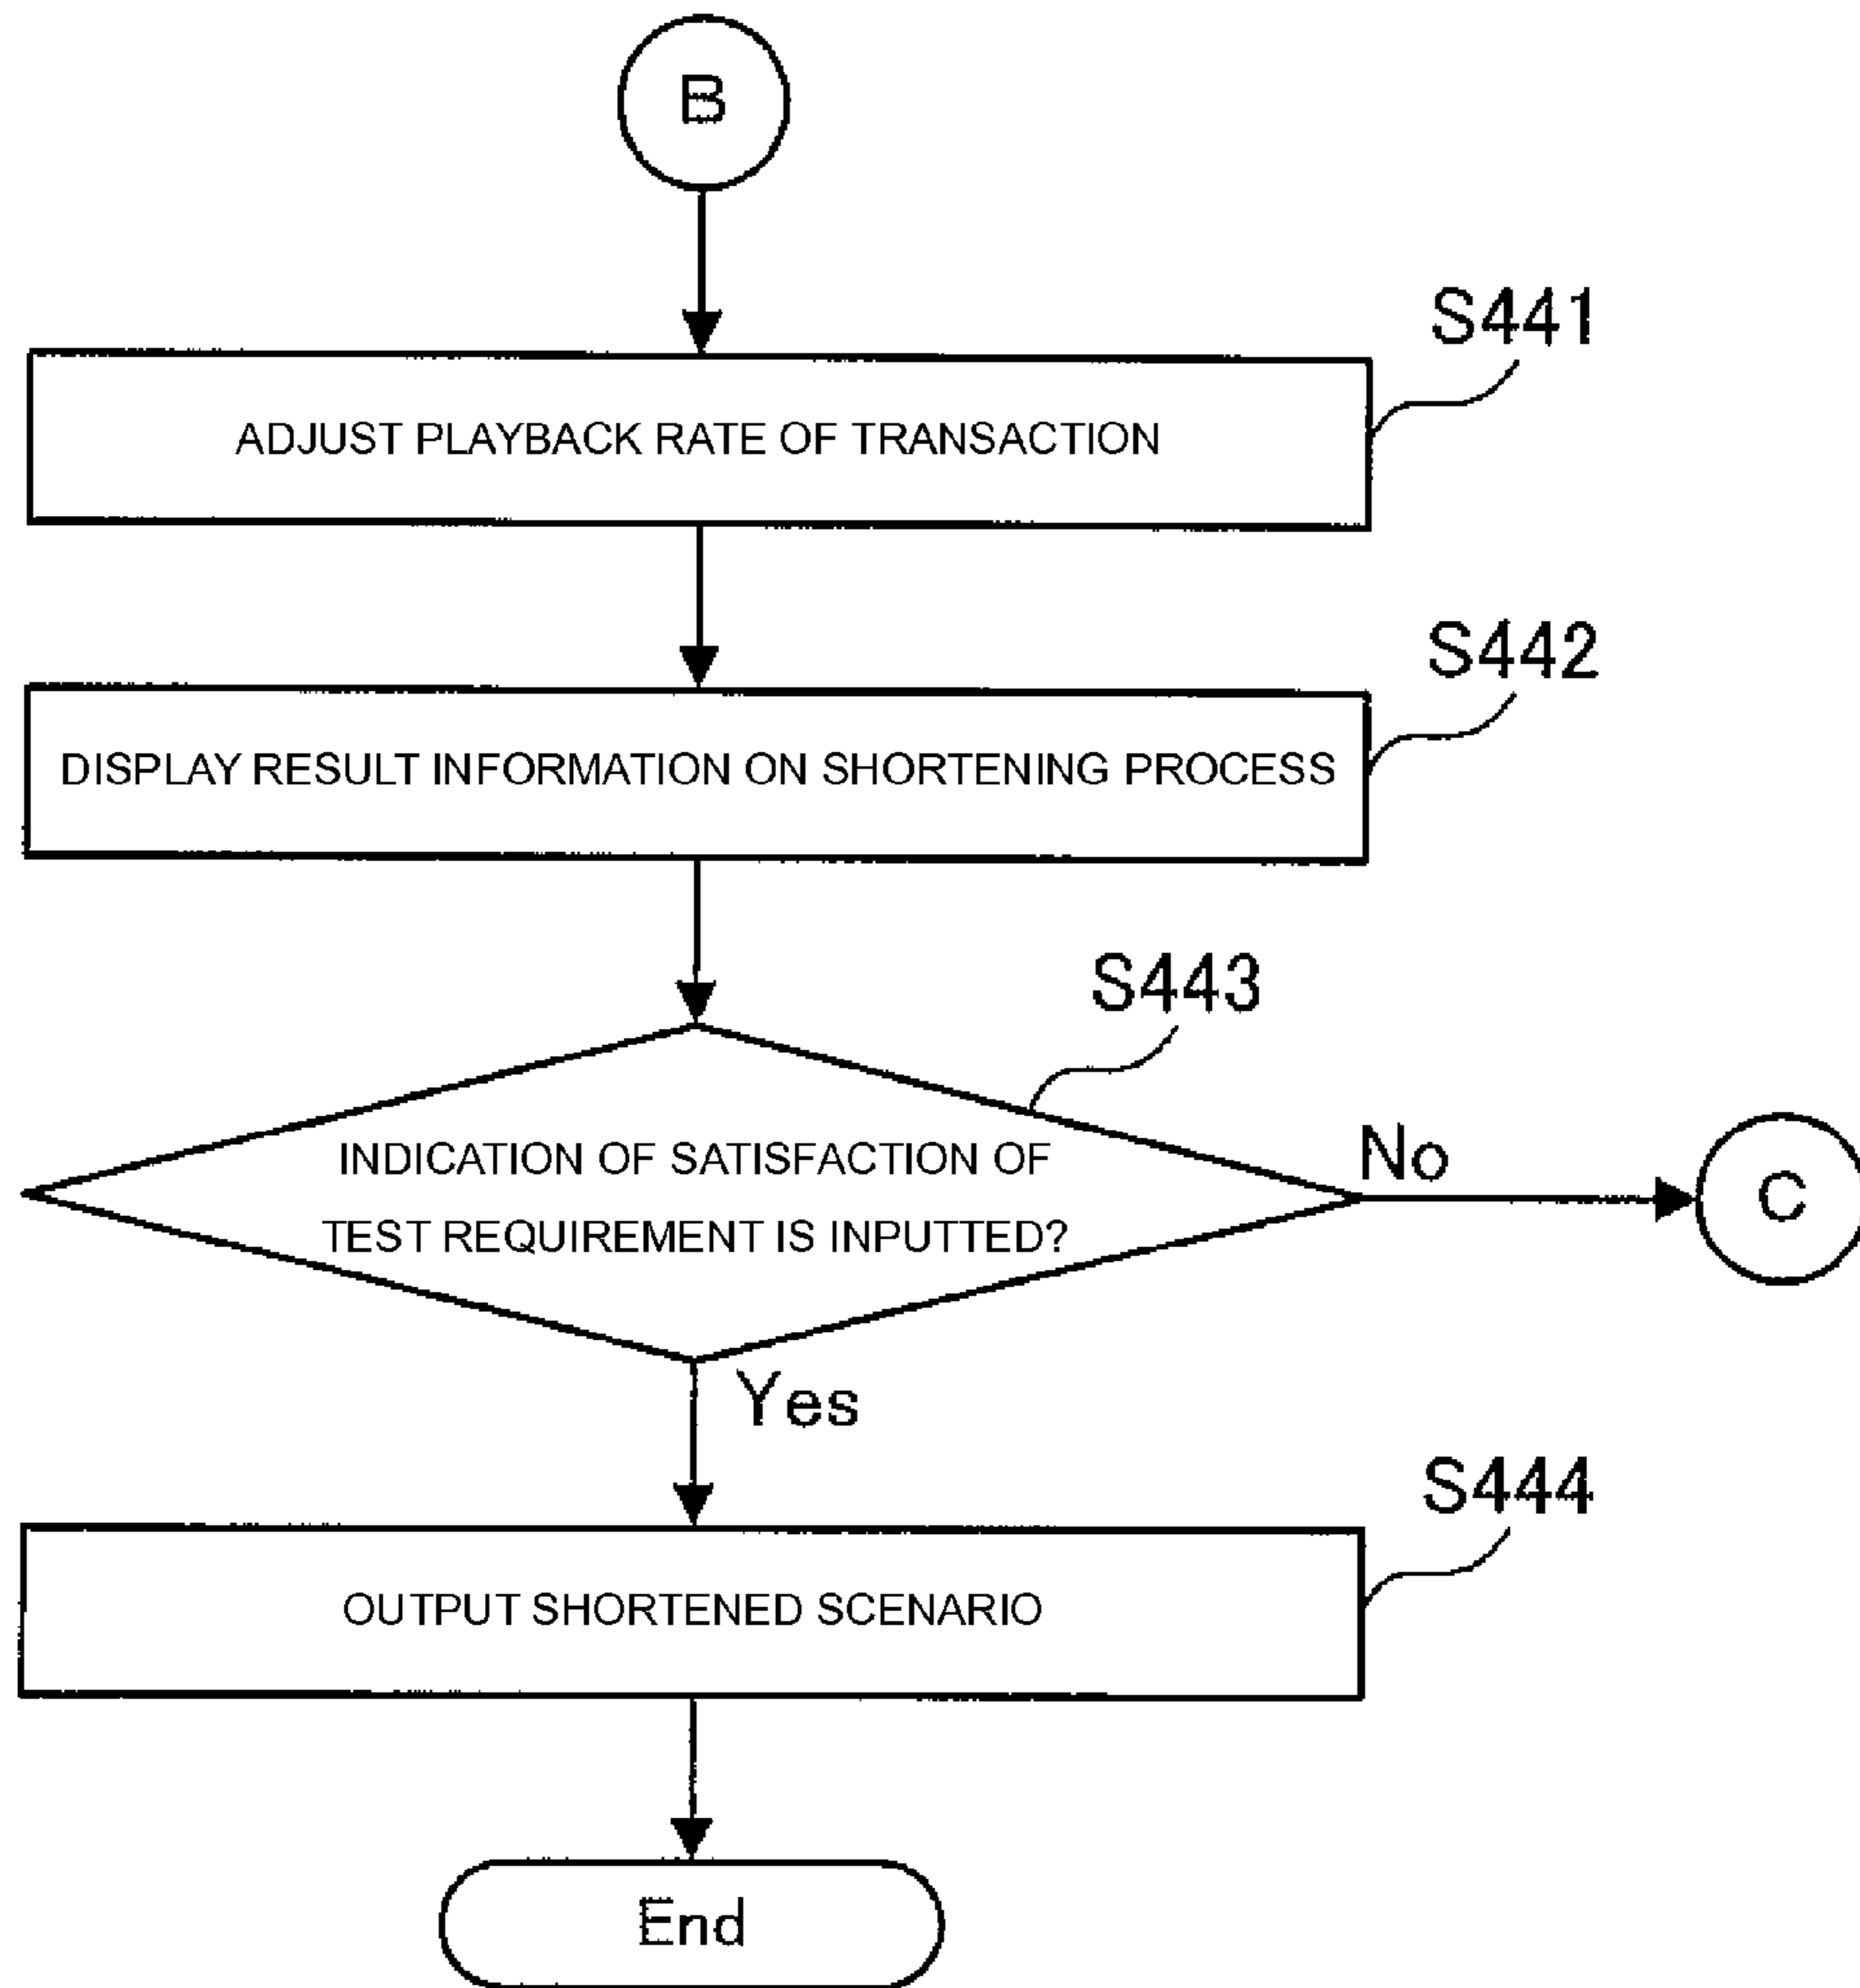 B
S441
ADJUST PLAYBACK RATE OF TRANSACTION
S442
DISPLAY RESULT INFORMATION ON SHORTENING PROCESS
S443
INDICATION OF SATISFACTION OF
TEST REQUIREMENT IS INPUTTED?
No
C
Yes
S444
OUTPUT SHORTENED SCENARIO
End